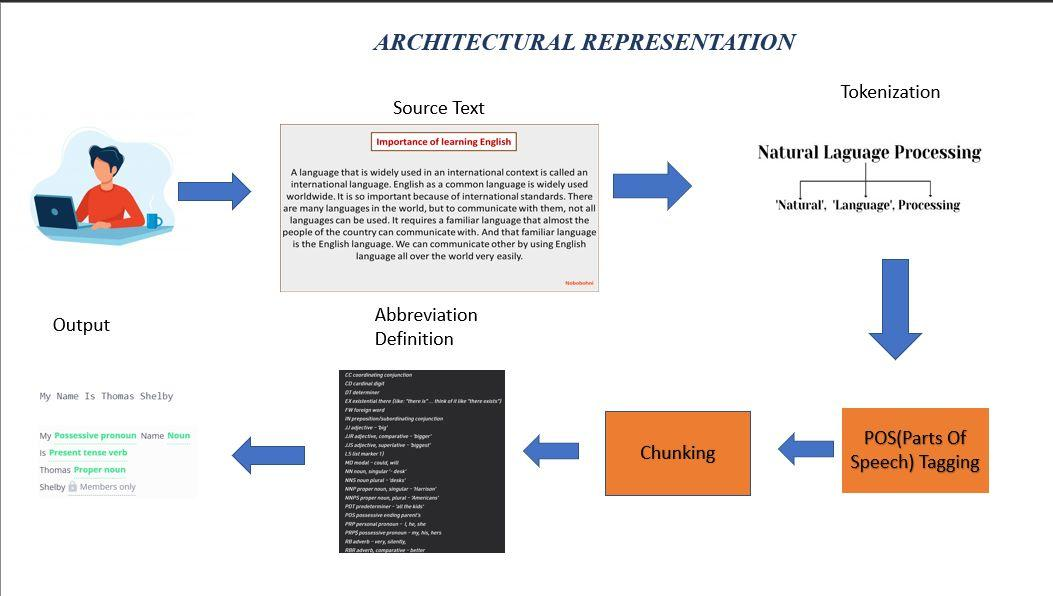 ARCHITECTURAL REPRESENTATION
Source Text
Importance of learning English
A language that is widely used in an international context is called an
international language. English as a common language is widely used
worldwide. It is so important because of international standards. There
are many languages in the world, but to communicate with them, not all
languages can be used. It requires a familiar language that almost the
people of the country can communicate with. And that familiar language
is the English language. We can communicate other by using English
language all over the world very easily.
Nobobohni
Tokenization
Natural Laguage Processing
'Natural', 'Language', Processing
POS(Parts Of
Speech) Tagging
Chunking
Abbreviation
Definition
CC coordinating conjunction
CD cardinal digit
DT determiner
EX existential there (like: "there is" ... think of it like "there exists")
FW foreign word
IN preposition/subordinating conjunction
JJ adjective – 'big'
JJR adjective, comparative – 'bigger'
JJS adjective, superlative – 'biggest'
LS list marker 1)
MD modal – could, will
NN noun, singular '- desk'
NNS noun plural – 'desks'
NNP proper noun, singular – 'Harrison'
NNPS proper noun, plural – 'Americans'
PDT predeterminer – 'all the kids'
POS possessive ending parent's
PRP personal pronoun – I, he, she
PRP$ possessive pronoun – my, his, hers
RB adverb – very, silently,
RBR adverb, comparative – better
Output
My Name Is Thomas Shelby
My Possessive pronoun Name Noun
Is Present tense verb
Thomas Proper noun
Shelby Members only